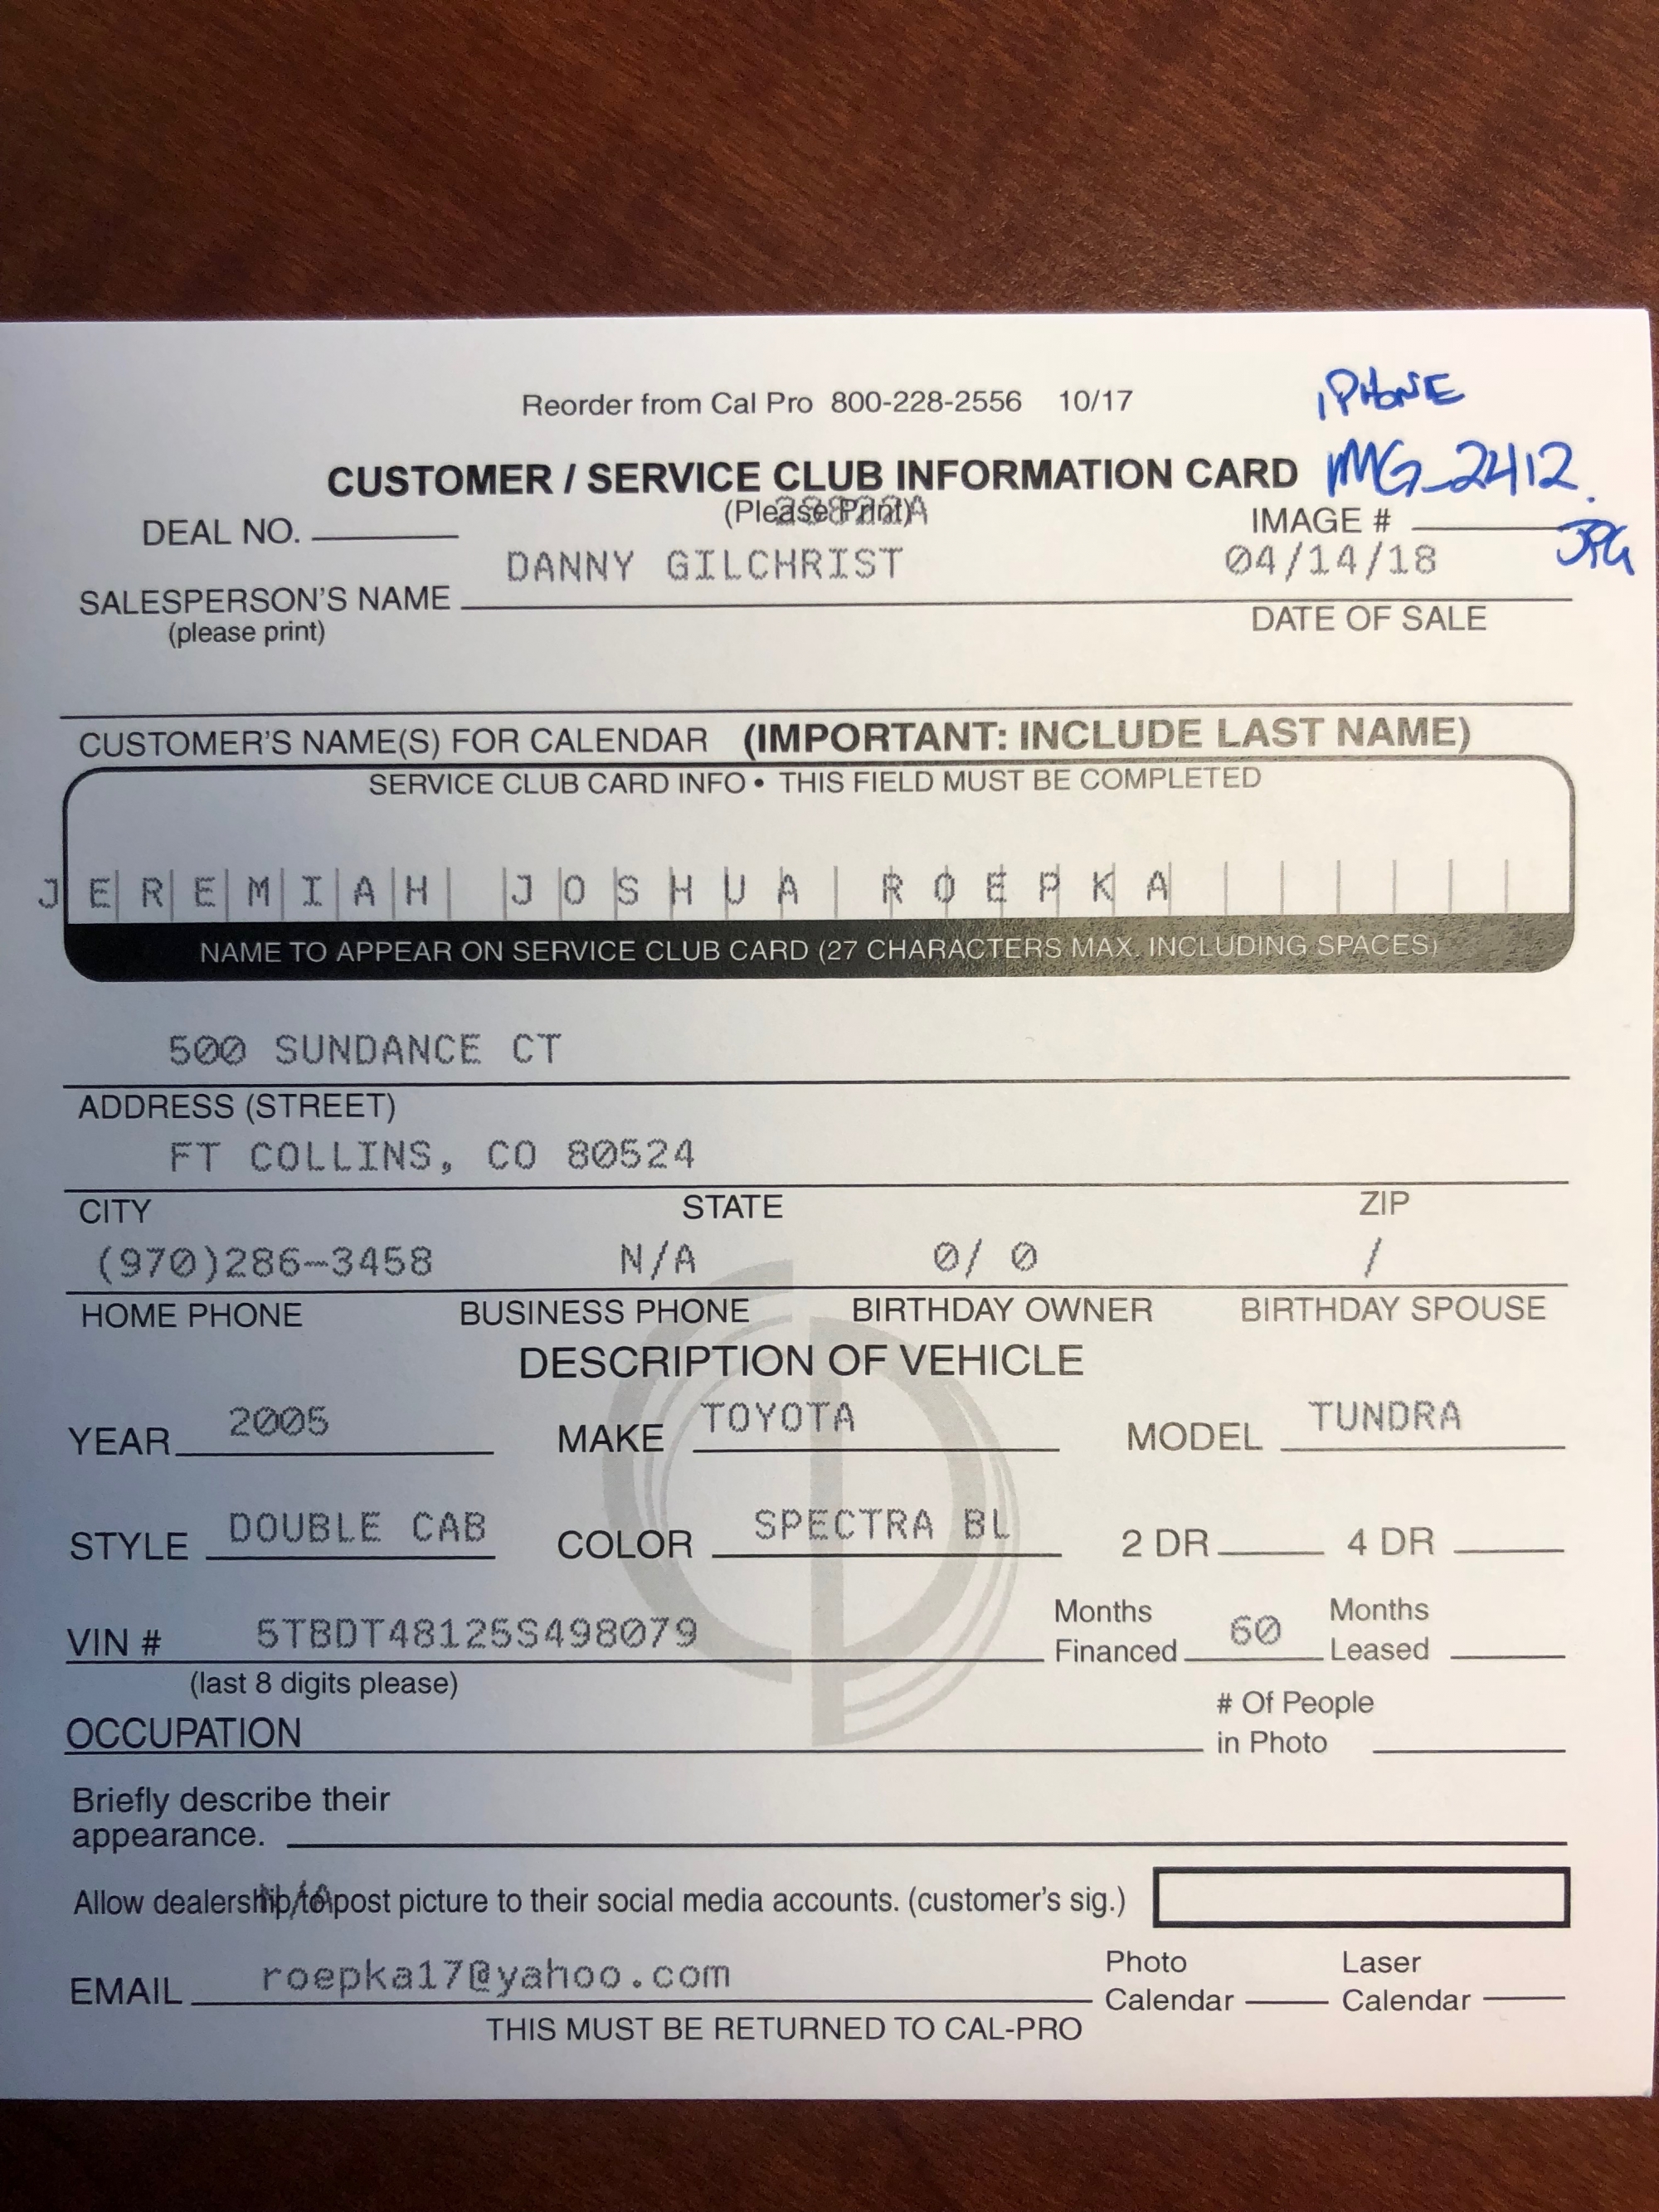 Reorder from Cal Pro 800-228-2556 10/17
iPHONE
CUSTOMER / SERVICE CLUB INFORMATION CARD IMG_2412.
(Please Print)
DEAL NO. IMAGE # JPG
DANNY GILCHRIST 04/14/18
SALESPERSON'S NAME DATE OF SALE
(please print)
CUSTOMER'S NAME(S) FOR CALENDAR (IMPORTANT: INCLUDE LAST NAME)
SERVICE CLUB CARD INFO • THIS FIELD MUST BE COMPLETED
JEREMIAH JOSHUA ROEPKA
NAME TO APPEAR ON SERVICE CLUB CARD (27 CHARACTERS MAX. INCLUDING SPACES)
500 SUNDANCE CT
ADDRESS (STREET)
FT COLLINS, CO 80524
CITY STATE ZIP
(970)286-3458 N/A 0/ 0 /
HOME PHONE BUSINESS PHONE BIRTHDAY OWNER BIRTHDAY SPOUSE
DESCRIPTION OF VEHICLE
YEAR 2005 MAKE TOYOTA MODEL TUNDRA
STYLE DOUBLE CAB COLOR SPECTRA BL 2 DR 4 DR
VIN # 5TBDT48125S498079 Months Financed 60 Months Leased
(last 8 digits please)
OCCUPATION # Of People in Photo
Briefly describe their
appearance.
Allow dealership to post picture to their social media accounts. (customer's sig.)
N/A
EMAIL roepka17@yahoo.com Photo Calendar Laser Calendar
THIS MUST BE RETURNED TO CAL-PRO